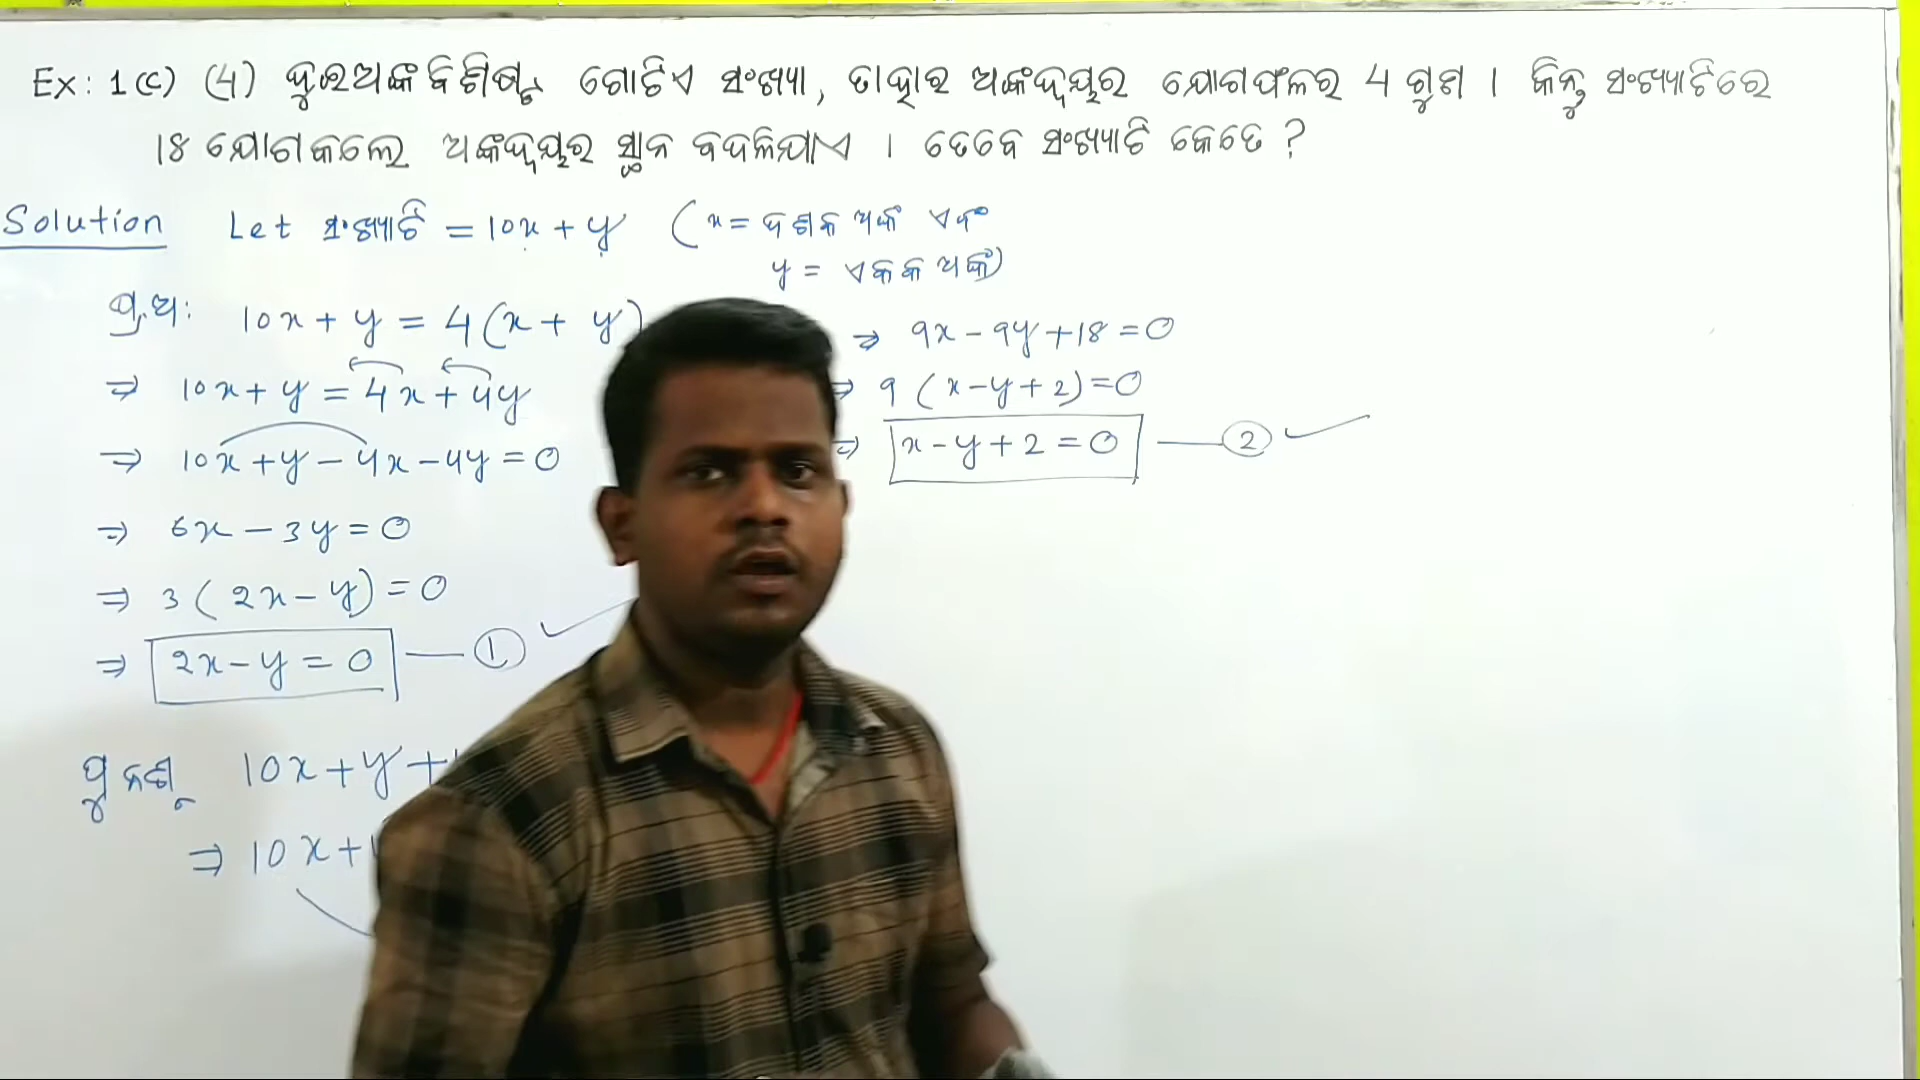 Ex: 1(c) (4) ଦୁଇଅଙ୍କ ବିଶିଷ୍ଟ ଗୋଟିଏ ସଂଖ୍ୟା, ତାହାର ଅଙ୍କଦ୍ବୟର ଯୋଗଫଳର 4 ଗୁଣ । କିନ୍ତୁ ସଂଖ୍ୟାଟିରେ
18 ଯୋଗକଲେ ଅଙ୍କଦ୍ବୟର ସ୍ଥାନ ବଦଳିଯାଏ । ତେବେ ସଂଖ୍ୟାଟି କେତେ ?
Solution Let ସଂଖ୍ୟାଟି = 10x + y (x = ଦଶକ ଅଙ୍କ ଏବଂ
y = ଏକକ ଅଙ୍କ)
ପ୍ର.ଅ: 10x + y = 4(x + y)
⇒ 10x + y = 4x + 4y
⇒ 10x + y – 4x – 4y = 0
⇒ 6x – 3y = 0
⇒ 3(2x – y) = 0
⇒ 2x – y = 0 — ①
ପୁନଶ୍ଚ 10x + y +
⇒ 10x +
⇒ 9x – 9y + 18 = 0
⇒ 9(x – y + 2) = 0
⇒ x – y + 2 = 0 — ②